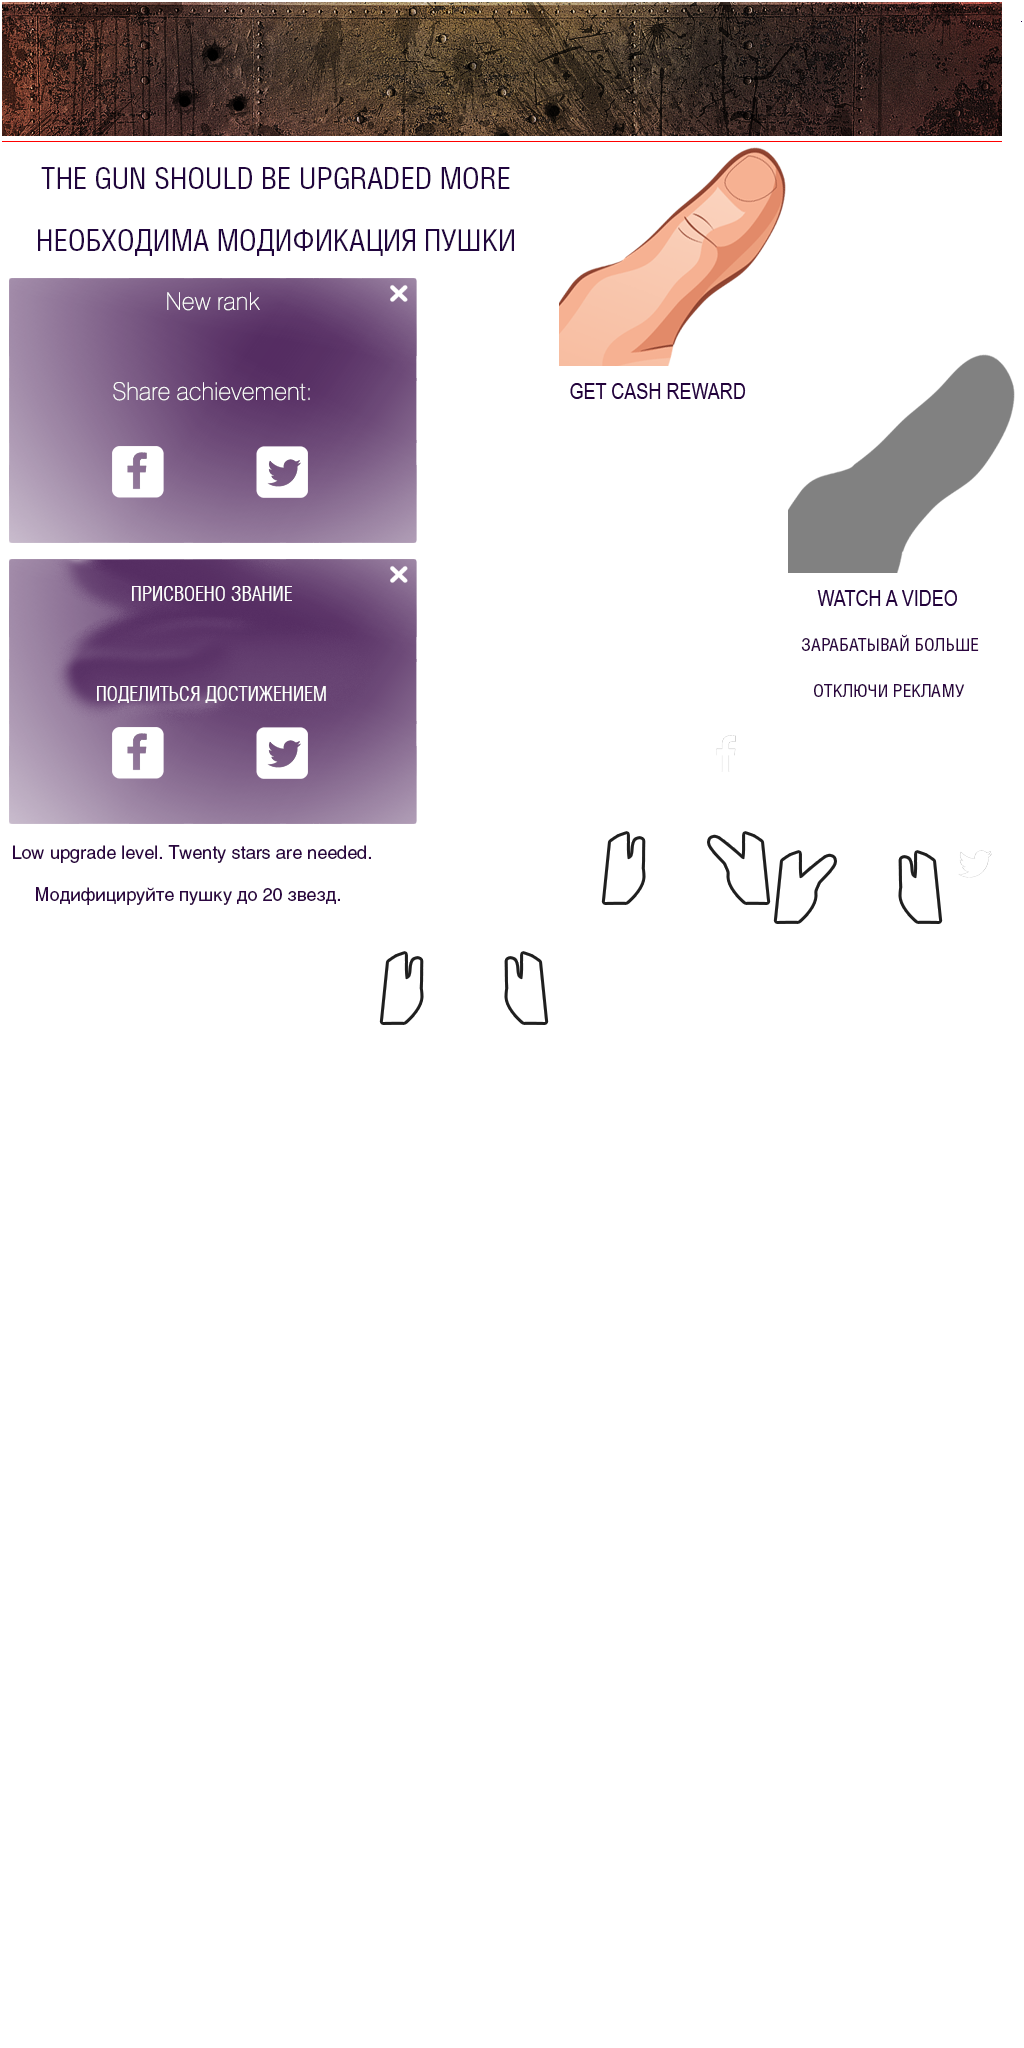 THE GUN SHOULD BE UPGRADED MORE
НЕОБХОДИМА МОДИФИКАЦИЯ ПУШКИ
New rank
Share achievement:
ПРИСВОЕНО ЗВАНИЕ
ПОДЕЛИТЬСЯ ДОСТИЖЕНИЕМ
Low upgrade level. Twenty stars are needed.
Модифицируйте пушку до 20 звезд.
GET CASH REWARD
WATCH A VIDEO
ЗАРАБАТЫВАЙ БОЛЬШЕ
ОТКЛЮЧИ РЕКЛАМУ